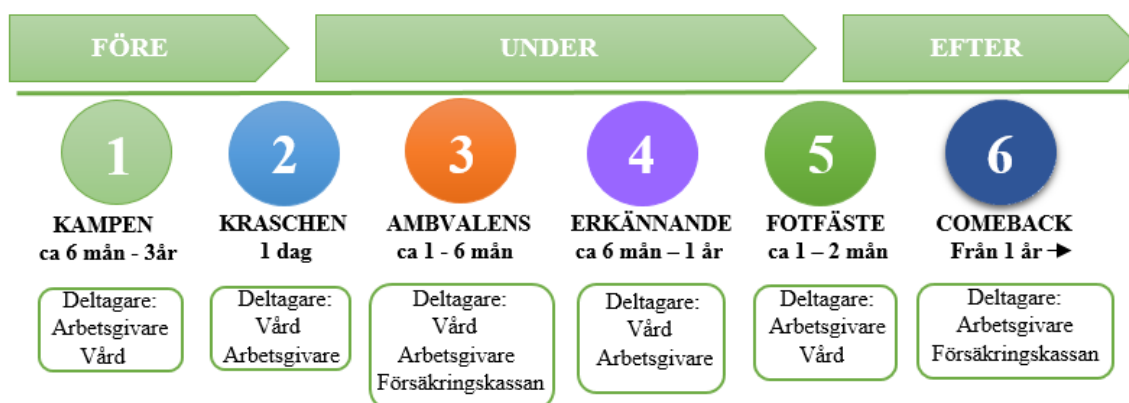 FÖRE
UNDER
EFTER
1
2
3
4
5
6
KAMPEN
ca 6 mån - 3år
KRASCHEN
1 dag
AMBVALENS
ca 1 - 6 mån
ERKÄNNANDE
ca 6 mån – 1 år
FOTFÄSTE
ca 1 – 2 mån
COMEBACK
Från 1 år →
Deltagare:
Arbetsgivare
Vård
Deltagare:
Vård
Arbetsgivare
Deltagare:
Vård
Arbetsgivare
Försäkringskassan
Deltagare:
Vård
Arbetsgivare
Deltagare:
Arbetsgivare
Vård
Deltagare:
Arbetsgivare
Försäkringskassan